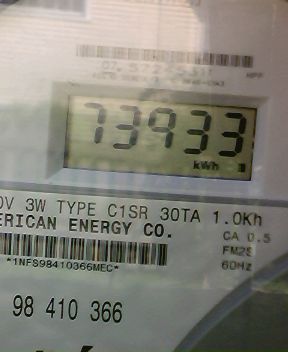 73933
kWh
V 3W TYPE C1SR 30TA 1.0Kh
ERICAN ENERGY CO.
CA 0.5
FM2S
60Hz
*1NFS98410366MEC*
98 410 366